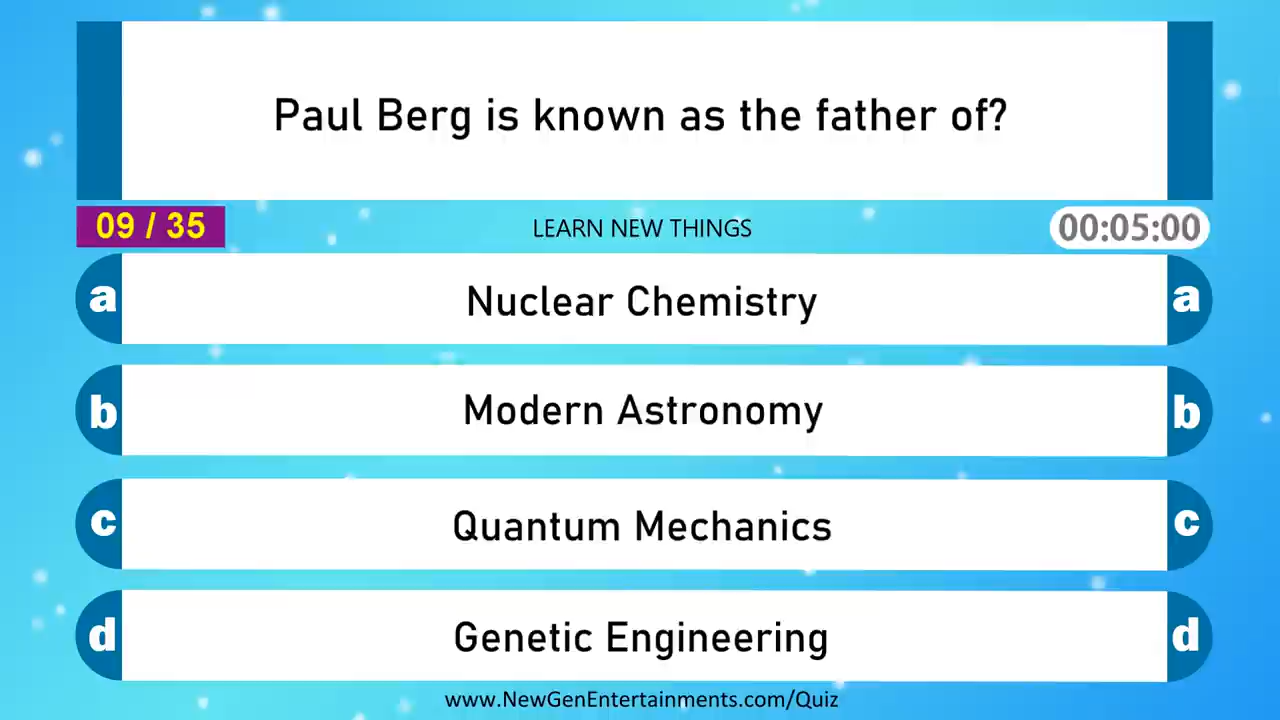 Paul Berg is known as the father of?
09 / 35 LEARN NEW THINGS 00:05:00
a Nuclear Chemistry a
b Modern Astronomy b
c Quantum Mechanics c
d Genetic Engineering d
www.NewGenEntertainments.com/Quiz